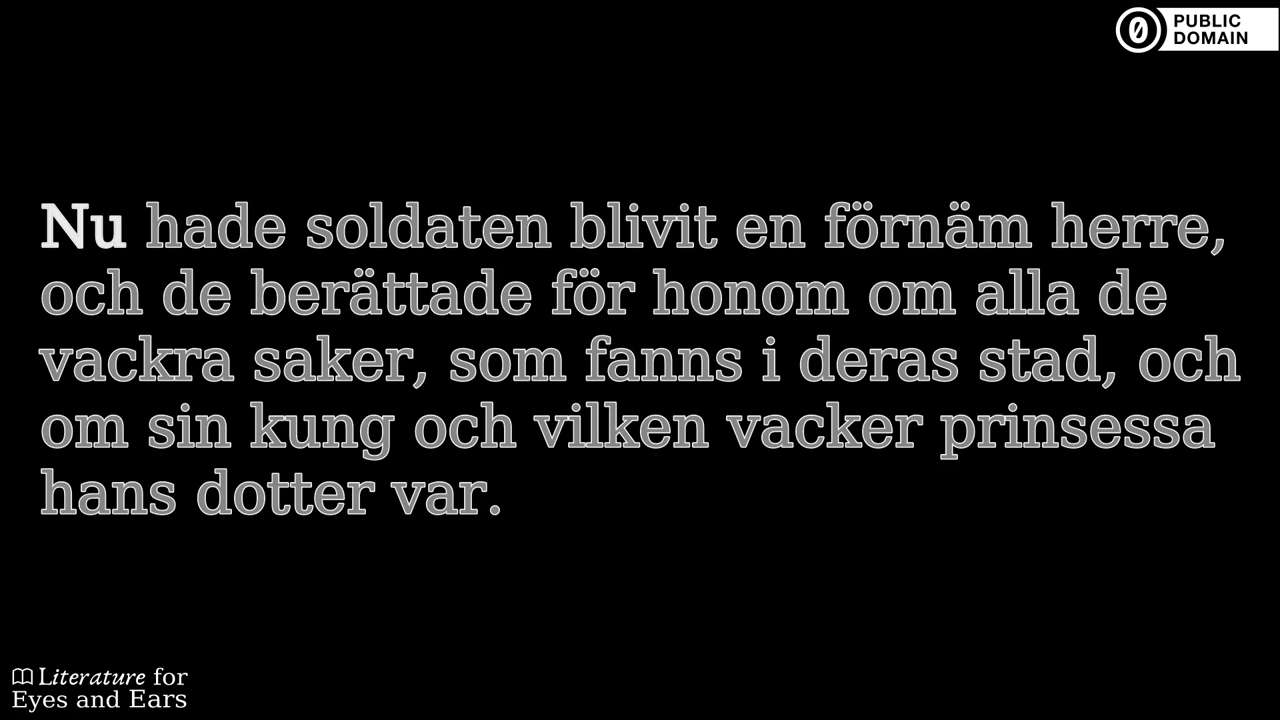 PUBLIC
DOMAIN
Nu hade soldaten blivit en förnäm herre,
och de berättade för honom om alla de
vackra saker, som fanns i deras stad, och
om sin kung och vilken vacker prinsessa
hans dotter var.
Literature for
Eyes and Ears